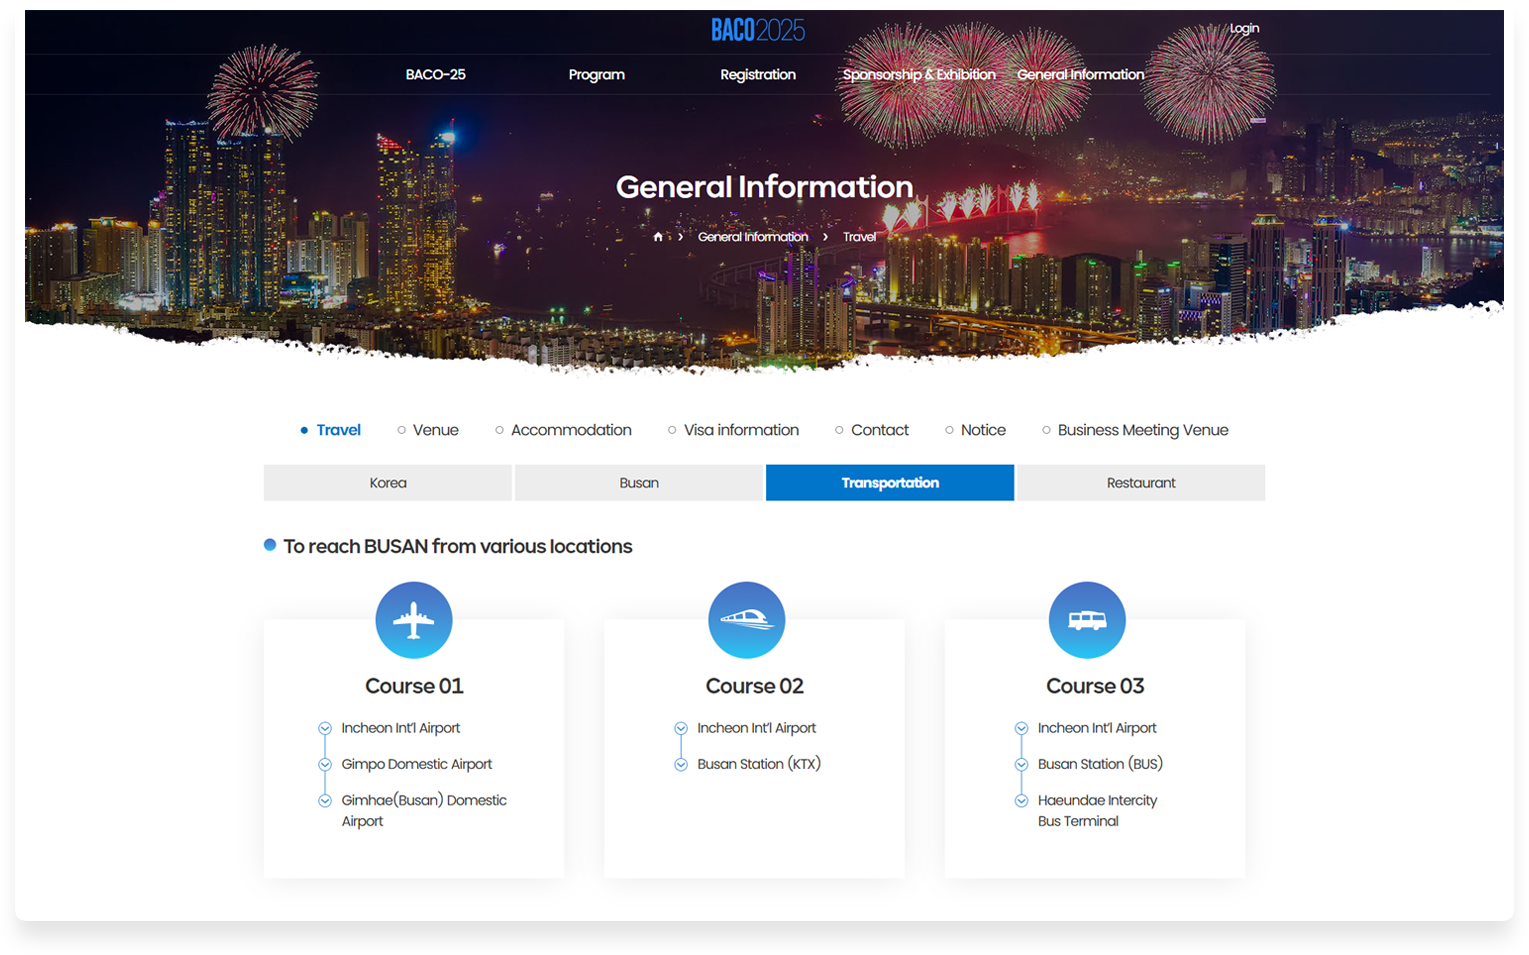 BACO2025
Login
BACO-25 Program Registration Sponsorship & Exhibition General Information
General Information
General Information Travel
Travel Venue Accommodation Visa information Contact Notice Business Meeting Venue
Korea Busan Transportation Restaurant
To reach BUSAN from various locations
Course 01
Incheon Int'l Airport
Gimpo Domestic Airport
Gimhae(Busan) Domestic
Airport
Course 02
Incheon Int'l Airport
Busan Station (KTX)
Course 03
Incheon Int'l Airport
Busan Station (BUS)
Haeundae Intercity
Bus Terminal